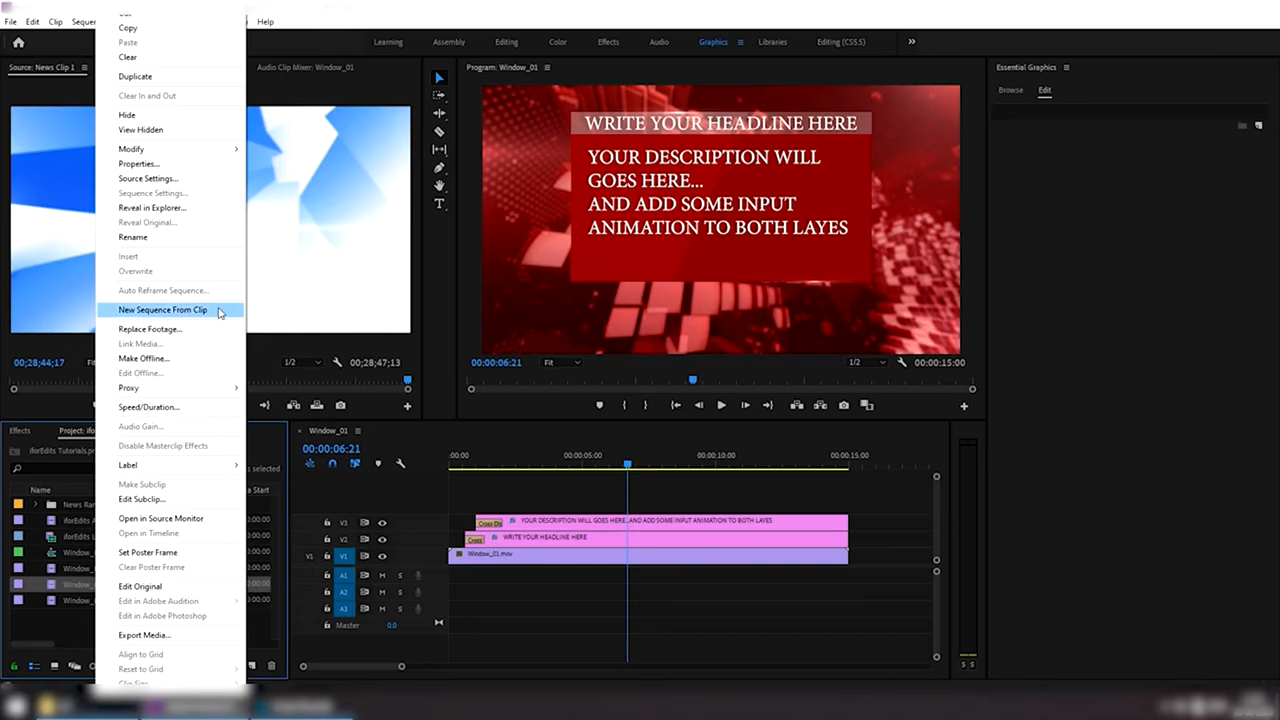 File Edit Clip Help
Learning Assembly Editing Color Effects Audio Graphics Libraries Editing (CS5.5)
Source: News Clip 1
Audio Clip Mixer: Window_01
Program: Window_01
Essential Graphics
Browse Edit
Copy
Paste
Clear
Duplicate
Clear In and Out
Hide
View Hidden
Modify
Properties...
Source Settings...
Sequence Settings...
Reveal in Explorer...
Reveal Original...
Rename
Insert
Overwrite
Auto Reframe Sequence...
New Sequence From Clip
Replace Footage...
Link Media...
Make Offline...
Edit Offline...
Proxy
Speed/Duration...
Audio Gain...
Disable Masterclip Effects
Label
Make Subclip
Edit Subclip...
Open in Source Monitor
Open in Timeline
Set Poster Frame
Clear Poster Frame
Edit Original
Edit in Adobe Audition
Edit in Adobe Photoshop
Export Media...
Align to Grid
Reset to Grid
WRITE YOUR HEADLINE HERE
YOUR DESCRIPTION WILL
GOES HERE...
AND ADD SOME INPUT
ANIMATION TO BOTH LAYES
00;28;44;17
1/2
00;28;47;13
00:00:06:21
Fit
1/2
00:00:15:00
Effects
Name
Window_01
00:00:06:21
:00:00 00:00:05:00 00:00:10:00 00:00:15:00
V3 YOUR DESCRIPTION WILL GOES HERE...AND ADD SOME INPUT ANIMATION TO BOTH LAYES
V2 Cross WRITE YOUR HEADLINE HERE
V1 V1 Window_01.mov
A1 M S
A2 M S
A3 M S
Master 0.0
S S